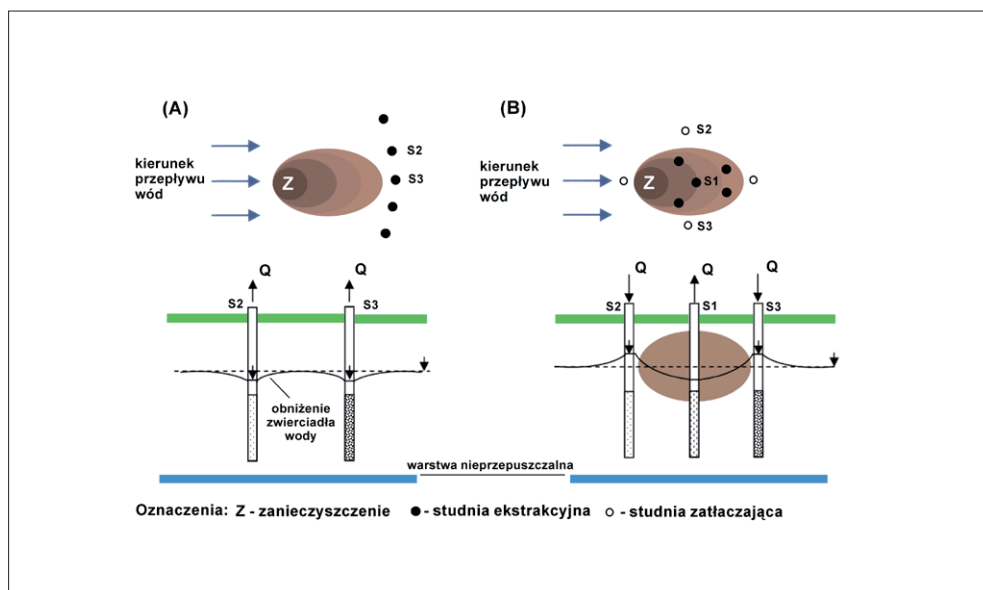 (A)
kierunek
przepływu
wód
Z
S2
S3
Q
Q
S2
S3
obniżenie
zwierciadła
wody
(B)
kierunek
przepływu
wód
S2
Z
S1
S3
Q
Q
Q
S2
S1
S3
warstwa nieprzepuszczalna
Oznaczenia: Z - zanieczyszczenie ●- studnia ekstrakcyjna ○ - studnia zatłaczająca